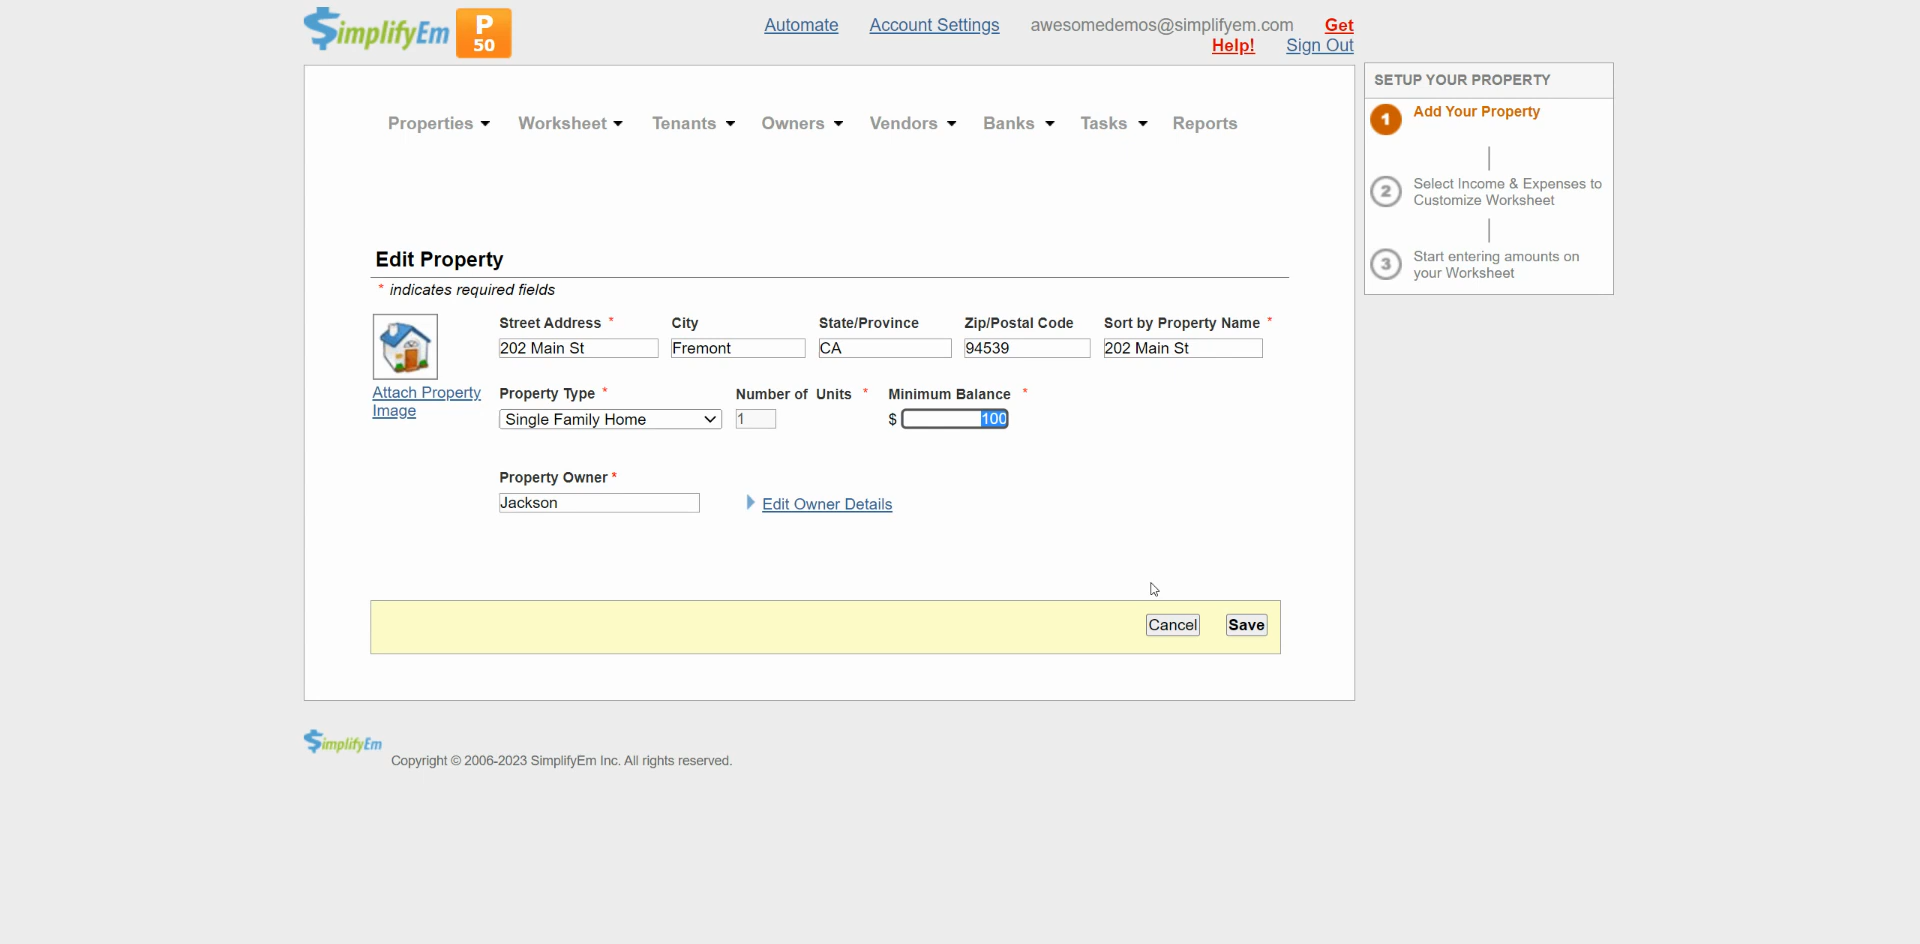 $implifyEm P 50
Automate Account Settings awesomedemos@simplifyem.com Get
Help! Sign Out
SETUP YOUR PROPERTY
1 Add Your Property
2 Select Income & Expenses to
Customize Worksheet
3 Start entering amounts on
your Worksheet
Properties Worksheet Tenants Owners Vendors Banks Tasks Reports
Edit Property
* indicates required fields
Street Address * City State/Province Zip/Postal Code Sort by Property Name *
202 Main St Fremont CA 94539 202 Main St
Attach Property
Image
Property Type * Number of Units * Minimum Balance *
Single Family Home 1 $ 100
Property Owner *
Jackson Edit Owner Details
Cancel Save
$implifyEm
Copyright © 2006-2023 SimplifyEm Inc. All rights reserved.